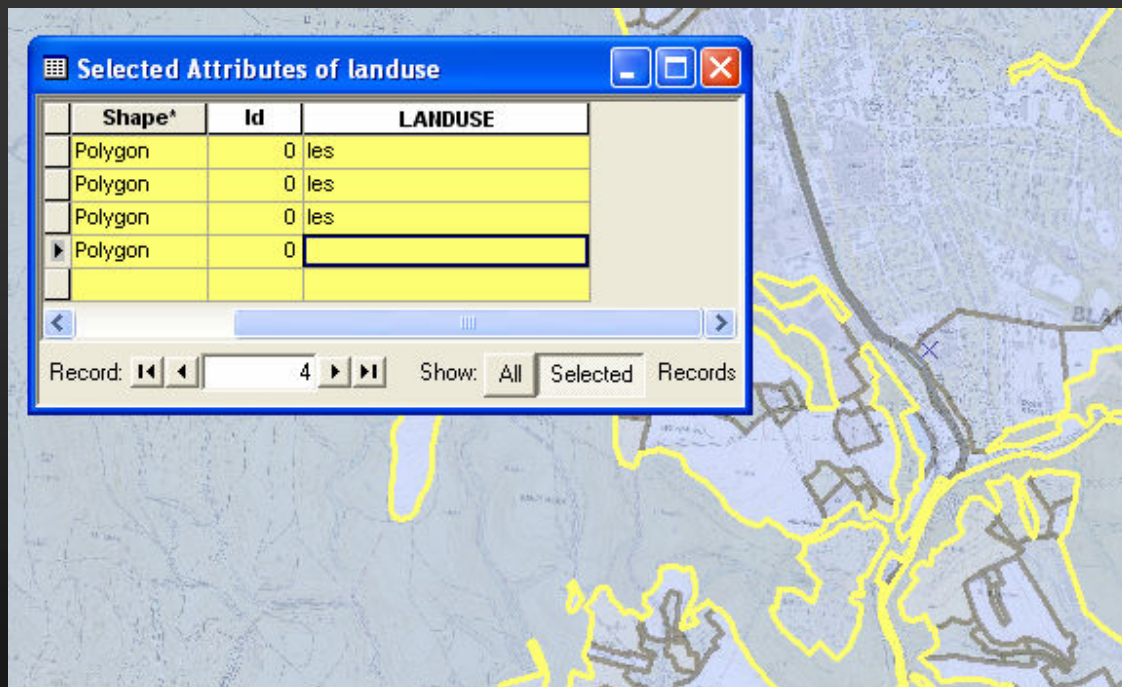 Selected Attributes of landuse
Shape* Id LANDUSE
Polygon 0 les
Polygon 0 les
Polygon 0 les
Polygon 0
Record: 4 Show: All Selected Records